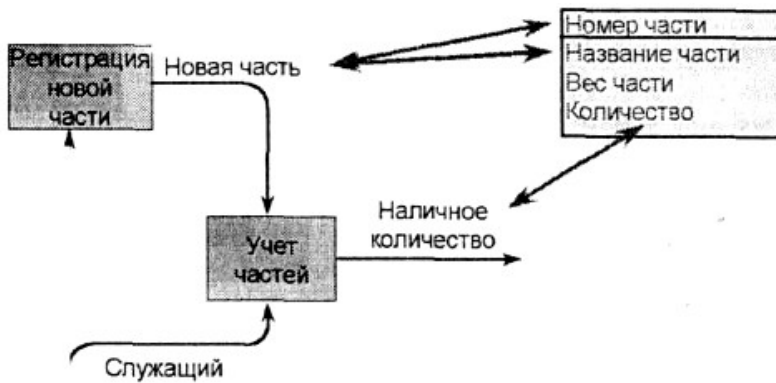 Регистрация
новой
части
Новая часть
Номер части
Название части
Вес части
Количество
Наличное
количество
Учет
частей
Служащий